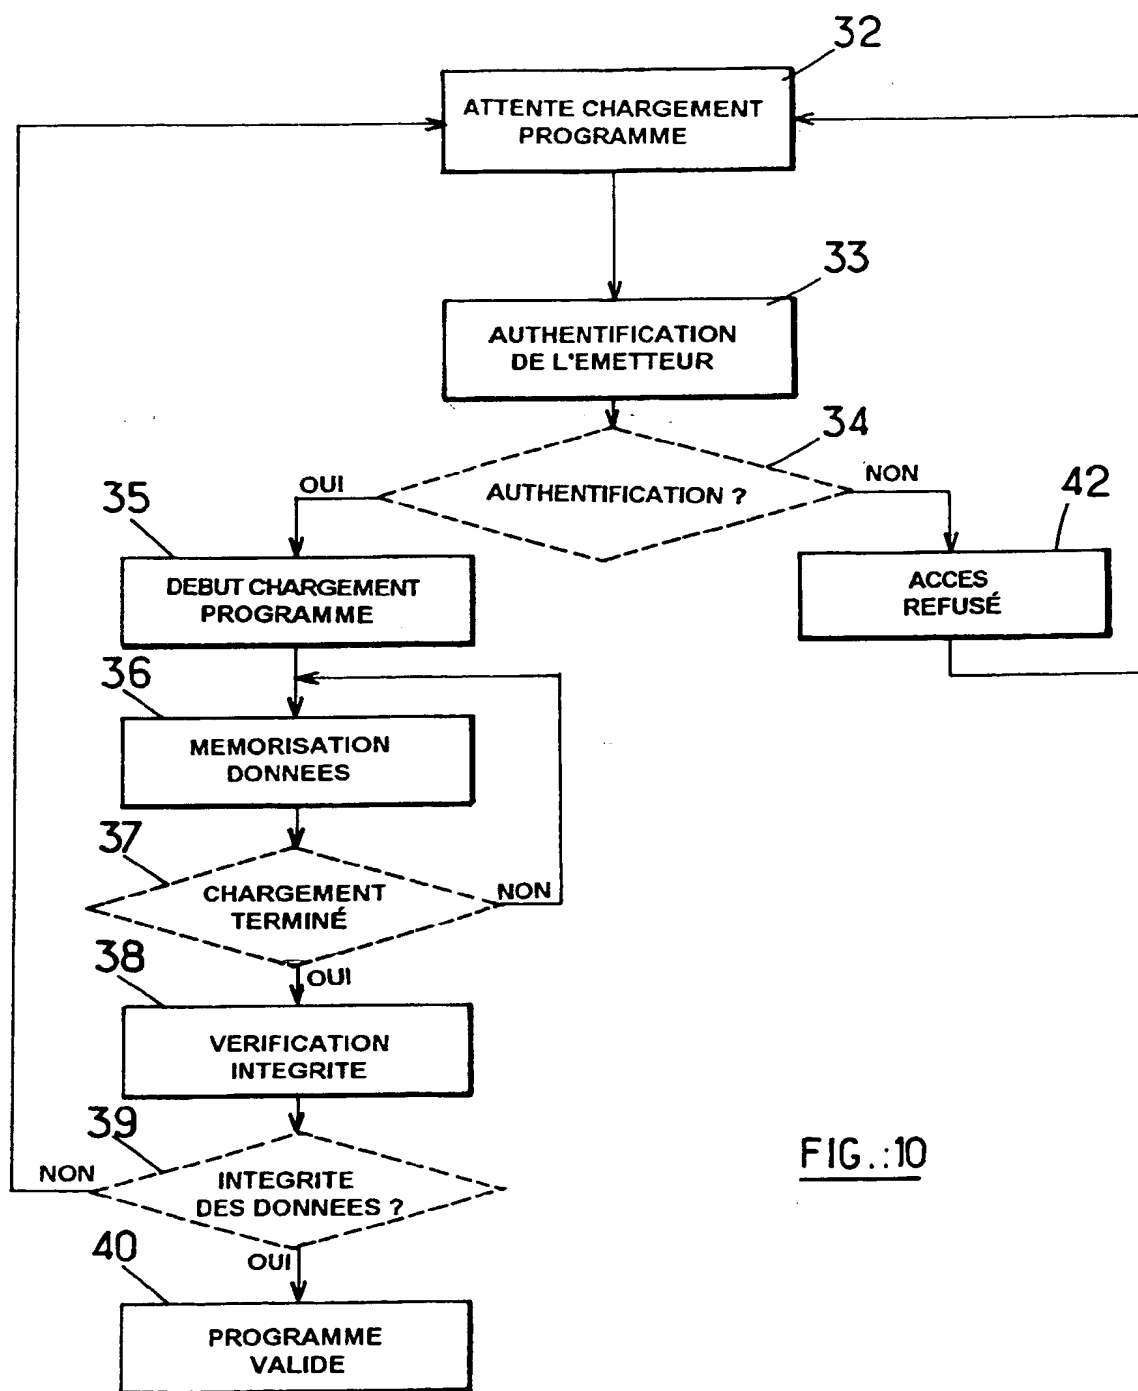 32
ATTENTE CHARGEMENT
PROGRAMME
33
AUTHENTIFICATION
DE L'EMETTEUR
34
AUTHENTIFICATION ?
OUI
NON
35
DEBUT CHARGEMENT
PROGRAMME
42
ACCES
REFUSÉ
36
MEMORISATION
DONNEES
37
CHARGEMENT
TERMINÉ
NON
OUI
38
VERIFICATION
INTEGRITE
39
INTEGRITE
DES DONNEES ?
NON
OUI
40
PROGRAMME
VALIDE
FIG.:10